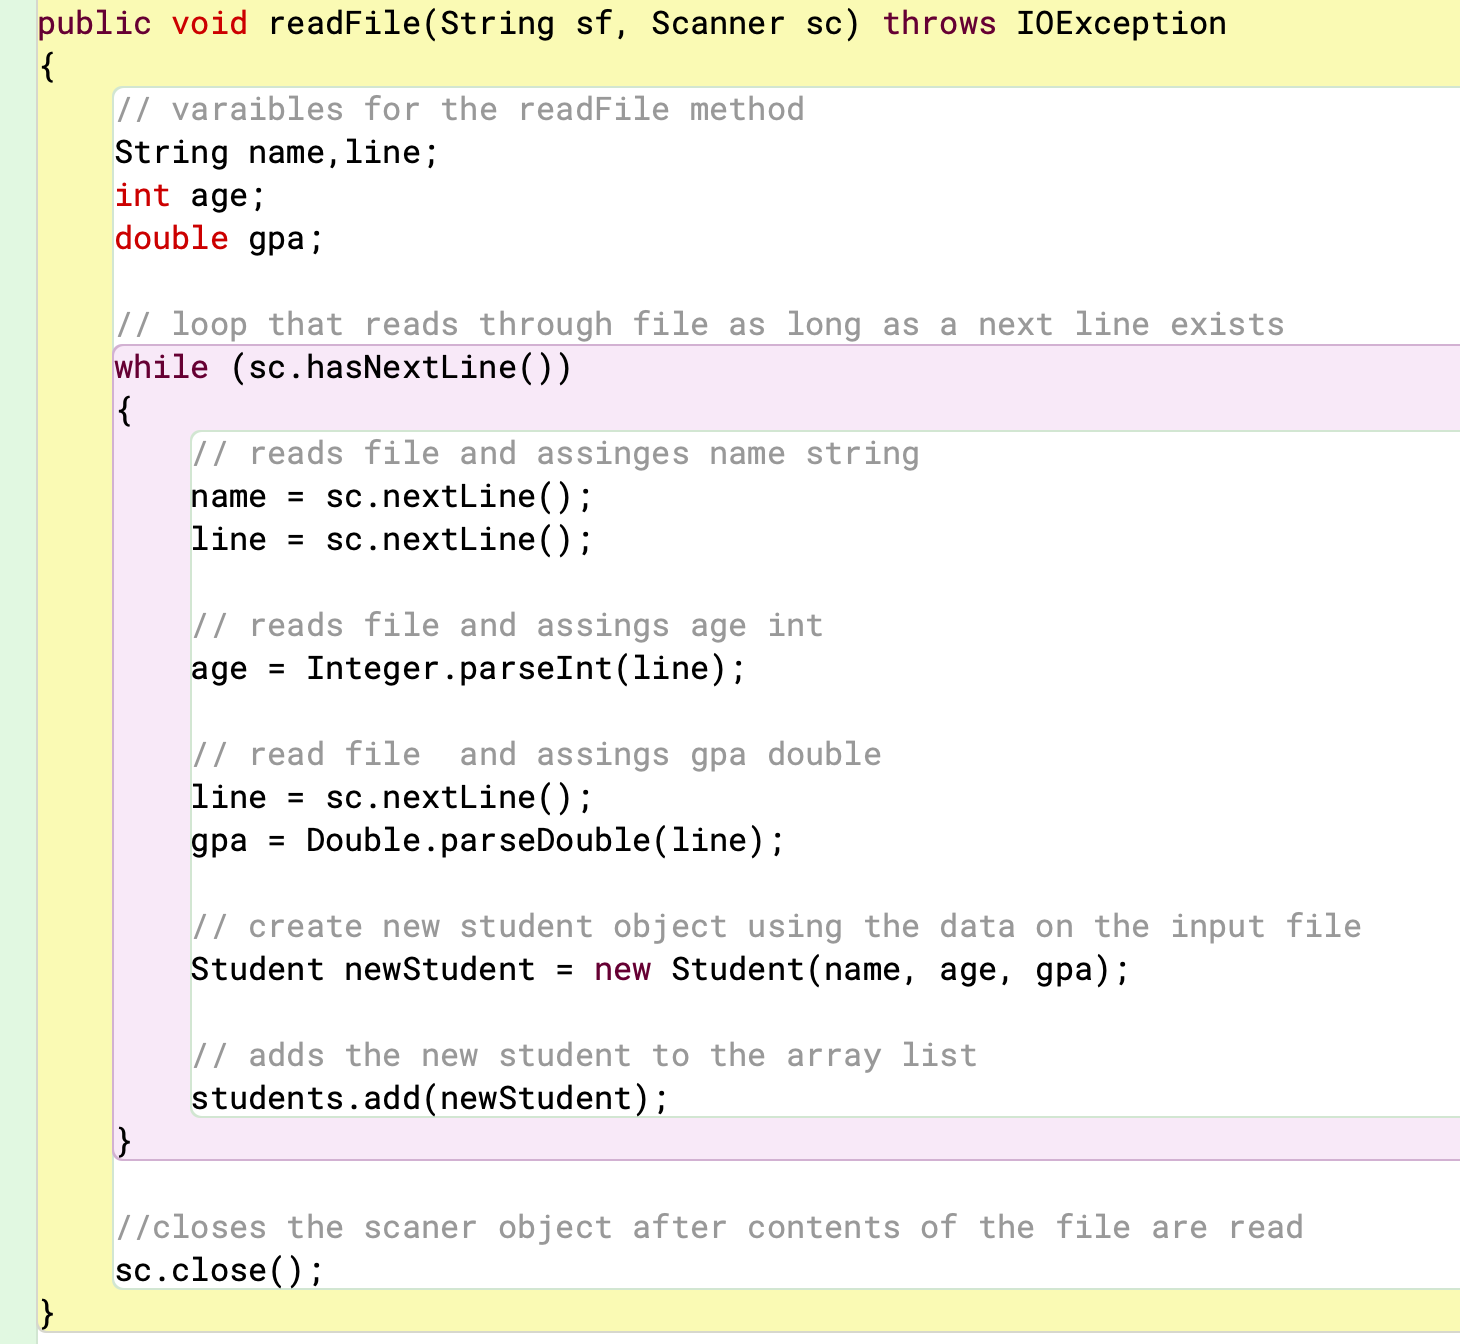 public void readFile(String sf, Scanner sc) throws IOException
{
// varaibles for the readFile method
String name,line;
int age;
double gpa;
// loop that reads through file as long as a next line exists
while (sc.hasNextLine())
{
// reads file and assinges name string
name = sc.nextLine();
line = sc.nextLine();
// reads file and assings age int
age = Integer.parseInt(line);
// read file  and assings gpa double
line = sc.nextLine();
gpa = Double.parseDouble(line);
// create new student object using the data on the input file
Student newStudent = new Student(name, age, gpa);
// adds the new student to the array list
students.add(newStudent);
}
//closes the scaner object after contents of the file are read
sc.close();
}